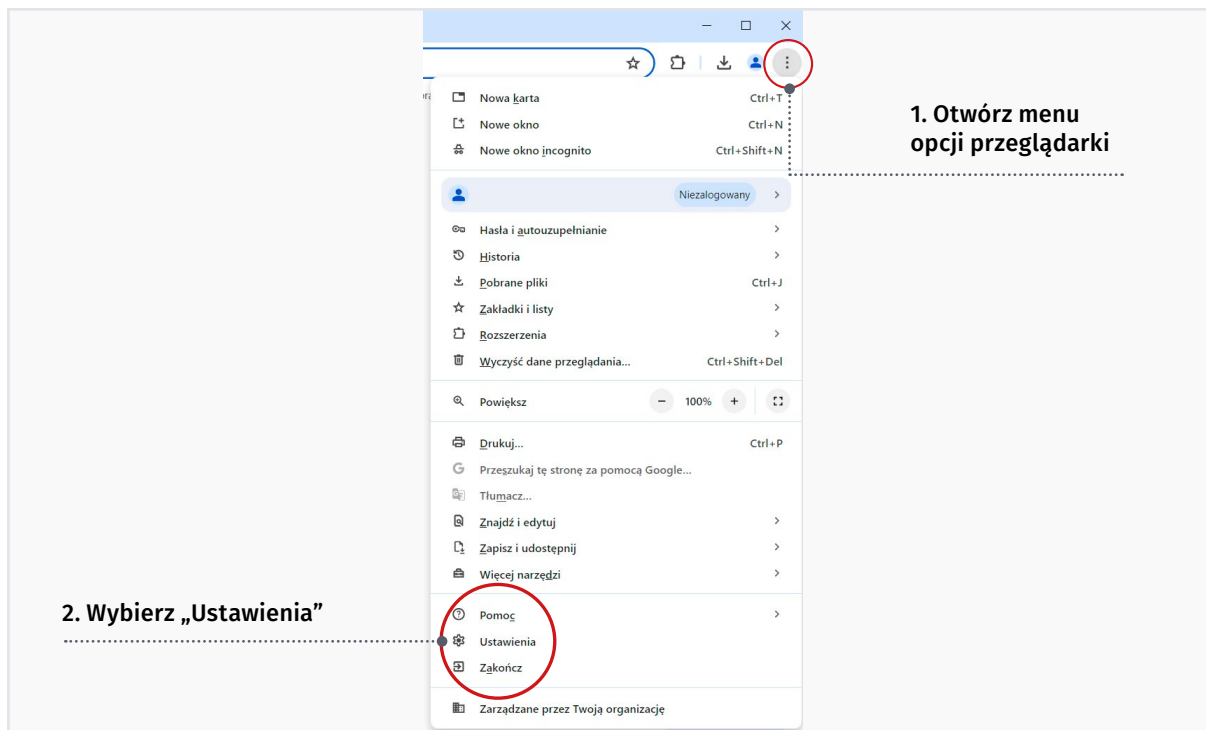 1. Otwórz menu
opcji przeglądarki
Nowa karta Ctrl+T
Nowe okno Ctrl+N
Nowe okno incognito Ctrl+Shift+N
Niezalogowany
Hasła i autouzupełnianie
Historia
Pobrane pliki Ctrl+J
Zakładki i listy
Rozszerzenia
Wyczyść dane przeglądania... Ctrl+Shift+Del
Powiększ − 100% +
Drukuj... Ctrl+P
Przeszukaj tę stronę za pomocą Google...
Tłumacz...
Znajdź i edytuj
Zapisz i udostępnij
Więcej narzędzi
2. Wybierz „Ustawienia”
Pomoc
Ustawienia
Zakończ
Zarządzane przez Twoją organizację